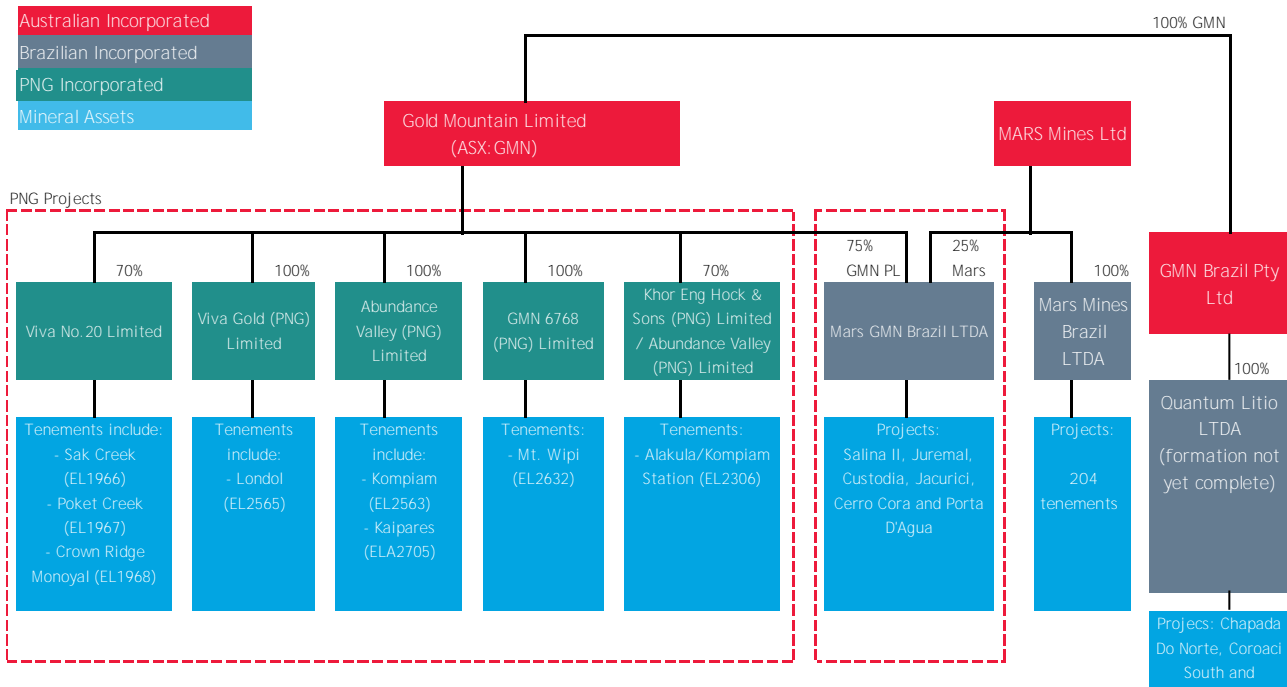 Australian Incorporated
Brazilian Incorporated
PNG Incorporated
Mineral Assets
100% GMN
Gold Mountain Limited
(ASX:GMN)
MARS Mines Ltd
PNG Projects
70%
100%
100%
100%
70%
75%
GMN PL
25%
Mars
100%
Viva No.20 Limited
Viva Gold (PNG)
Limited
Abundance
Valley (PNG)
Limited
GMN 6768
(PNG) Limited
Khor Eng Hock &
Sons (PNG) Limited
/ Abundance Valley
(PNG) Limited
Mars GMN Brazil LTDA
Mars Mines
Brazil
LTDA
GMN Brazil Pty
Ltd
100%
Quantum Litio
LTDA
(formation not
yet complete)
Tenements include:
- Sak Creek
(EL1966)
- Poket Creek
(EL1967)
- Crown Ridge
Monoyal (EL1968)
Tenements
include:
- Londol
(EL2565)
Tenements
include:
- Kompiam
(EL2563)
- Kaipares
(ELA2705)
Tenements:
- Mt. Wipi
(EL2632)
Tenements:
- Alakula/Kompiam
Station (EL2306)
Projects:
Salina II, Juremal,
Custodia, Jacurici,
Cerro Cora and Porta
D'Agua
Projects:
204
tenements
Projecs: Chapada
Do Norte, Coroaci
South and